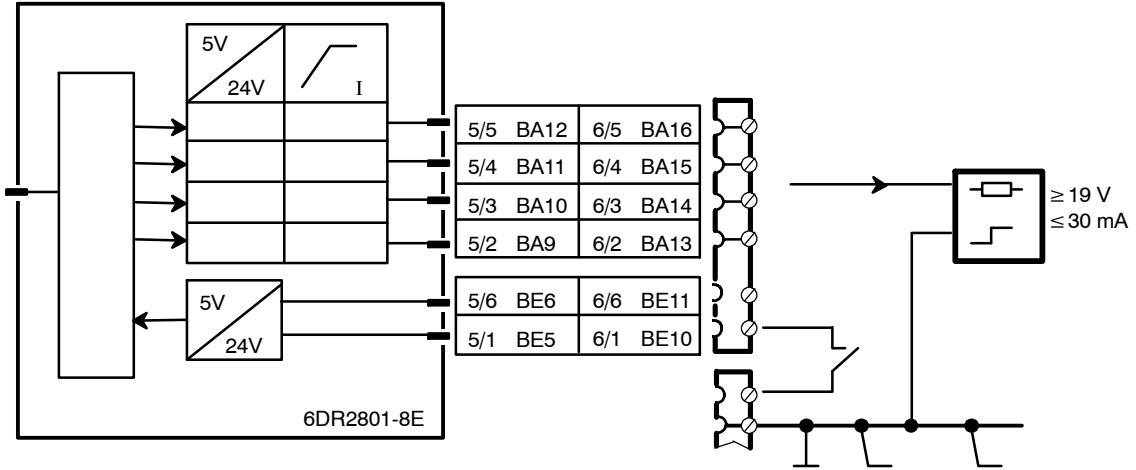 5V
24V
I
5/5 BA12 6/5 BA16
5/4 BA11 6/4 BA15
5/3 BA10 6/3 BA14
5/2 BA9 6/2 BA13
≥ 19 V
≤ 30 mA
5V
24V
5/6 BE6 6/6 BE11
5/1 BE5 6/1 BE10
6DR2801-8E